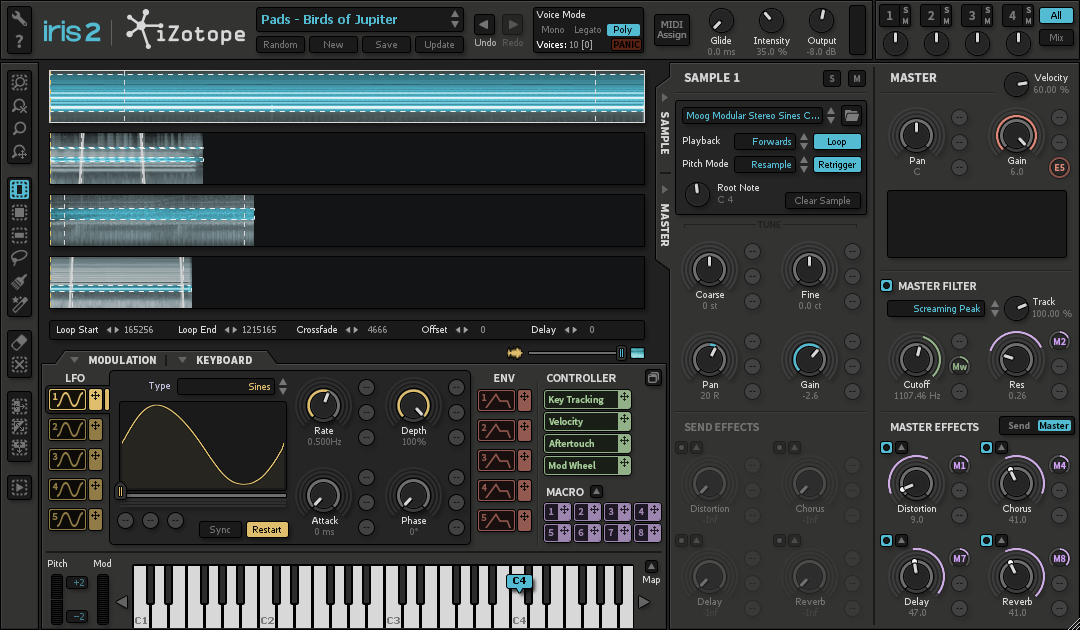 iris 2
iZotope
Pads - Birds of Jupiter
Random New Save Update
Undo Redo
Voice Mode
Mono Legato Poly
Voices: 10 [0] PANIC
MIDI Assign
Glide
0.0 ms
Intensity
35.0 %
Output
-8.0 dB
1 S M 2 S M 3 S M 4 S M
All
Mix
?
SAMPLE
MASTER
SAMPLE 1 S M
Moog Modular Stereo Sines C...
Playback Forwards Loop
Pitch Mode Resample Retrigger
Root Note
C 4
Clear Sample
TUNE
Coarse
0 st
Fine
0.0 ct
Pan
20 R
Gain
-2.6
MASTER
Velocity
60.00 %
Pan
C
Gain
6.0
E5
MASTER FILTER
Screaming Peak
Track
100.00 %
Cutoff
1107.46 Hz
Mw
Res
0.26
M2
Loop Start 165256 Loop End 1215165 Crossfade 4666 Offset 0 Delay 0
MODULATION KEYBOARD
LFO
1
2
3
4
5
Type Sines
Rate
0.500Hz
Depth
100%
Attack
0 ms
Phase
0°
Sync Restart
ENV
1
2
3
4
5
CONTROLLER
Key Tracking
Velocity
Aftertouch
Mod Wheel
MACRO
1 2 3 4
5 6 7 8
SEND EFFECTS
Distortion
-Inf
Chorus
-Inf
Delay
-Inf
Reverb
-Inf
MASTER EFFECTS Send Master
Distortion
9.0
M1
Chorus
41.0
M4
Delay
47.0
M7
Reverb
41.0
M8
Pitch Mod
+2
-2
C4
C1 C2 C3 C4
Map